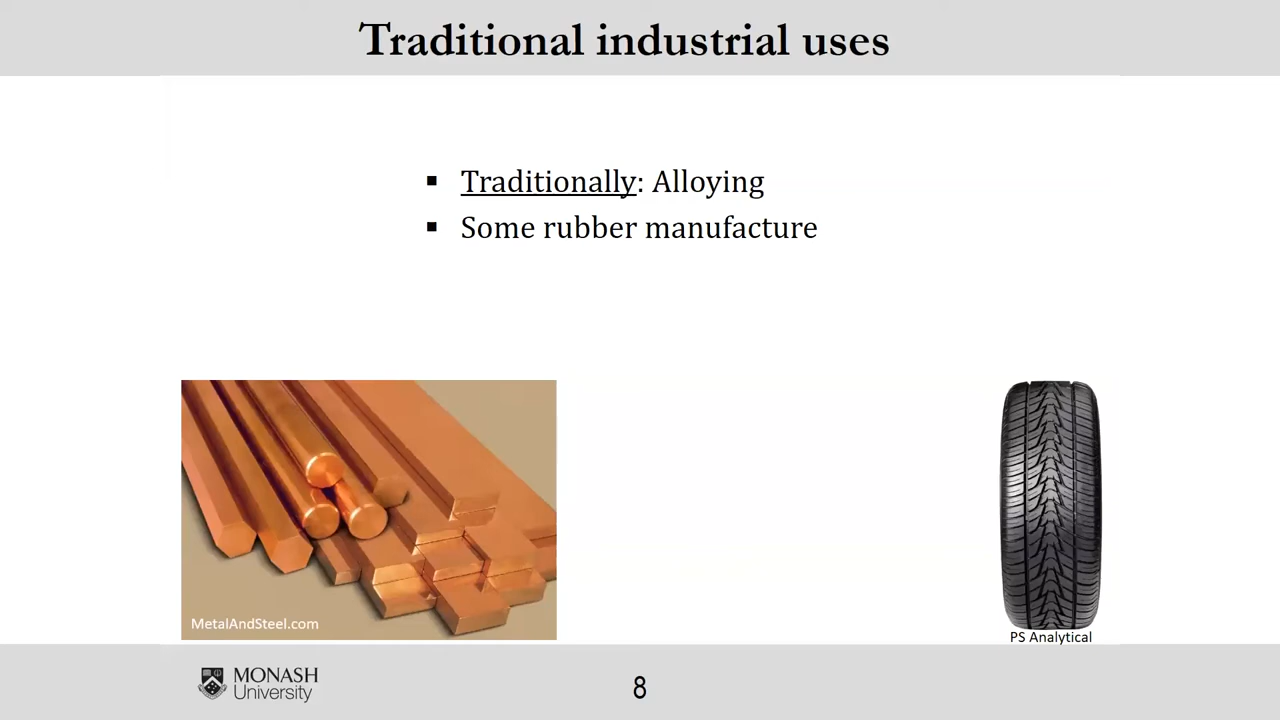 Traditional industrial uses
▪ Traditionally: Alloying
▪ Some rubber manufacture
MetalAndSteel.com
PS Analytical
MONASH
University
8